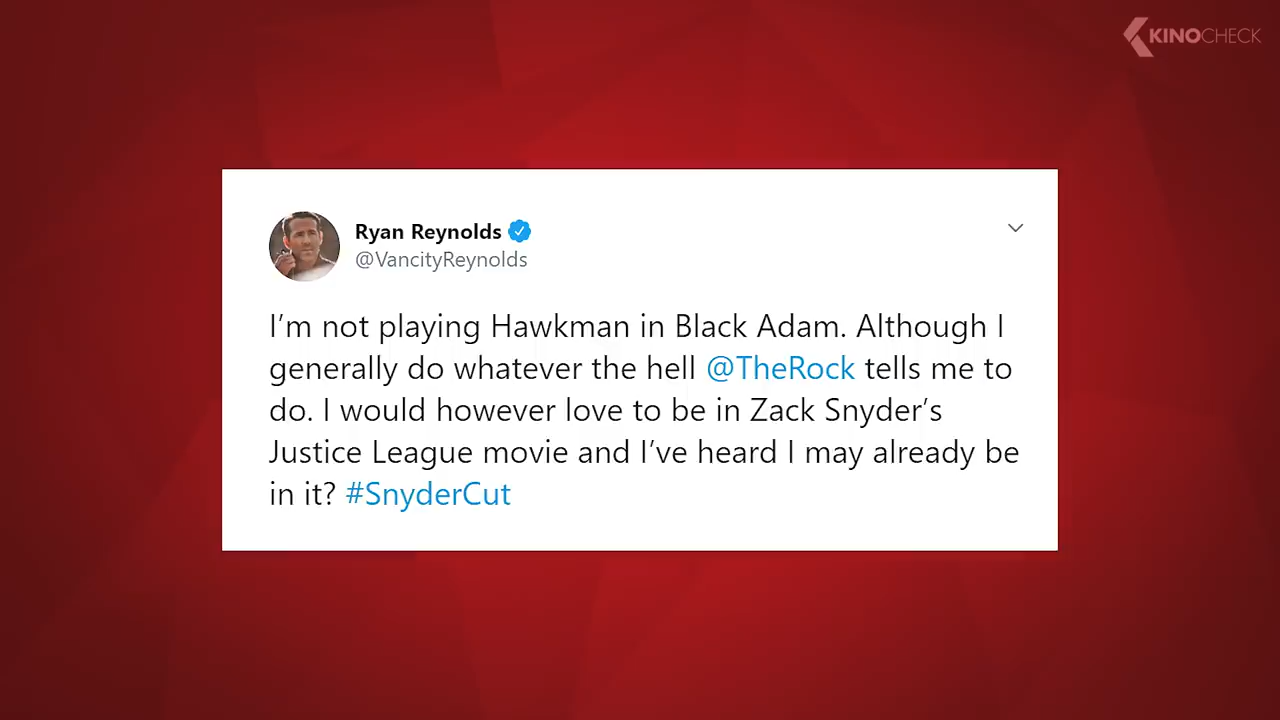 KINOCHECK
Ryan Reynolds
@VancityReynolds
I’m not playing Hawkman in Black Adam. Although I
generally do whatever the hell @TheRock tells me to
do. I would however love to be in Zack Snyder’s
Justice League movie and I’ve heard I may already be
in it? #SnyderCut